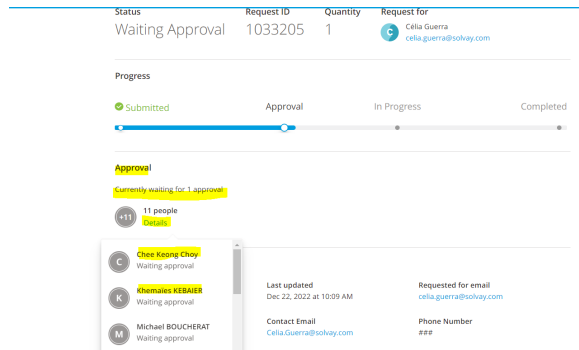 Status Request ID Quantity Request for
Waiting Approval 1033205 1 C Célia Guerra
celia.guerra@solvay.com
Progress
Submitted Approval In Progress Completed
Approval
Currently waiting for 1 approval
+11 11 people
Details
C Chee Keong Choy
Waiting approval
K Khemaïes KEBAIER
Waiting approval
M Michael BOUCHERAT
Waiting approval
Last updated Requested for email
Dec 22, 2022 at 10:09 AM celia.guerra@solvay.com
Contact Email Phone Number
Celia.Guerra@solvay.com ###